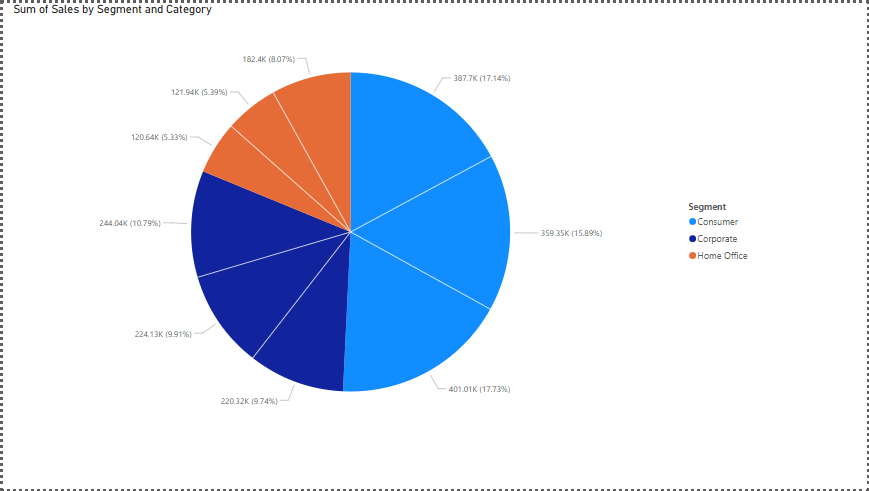 Sum of Sales by Segment and Category
182.4K (8.07%)
387.7K (17.14%)
121.94K (5.39%)
120.64K (5.33%)
Segment
Consumer
244.04K (10.79%)
359.35K (15.89%)
Corporate
Home Office
224.13K (9.91%)
401.01K (17.73%)
220.32K (9.74%)